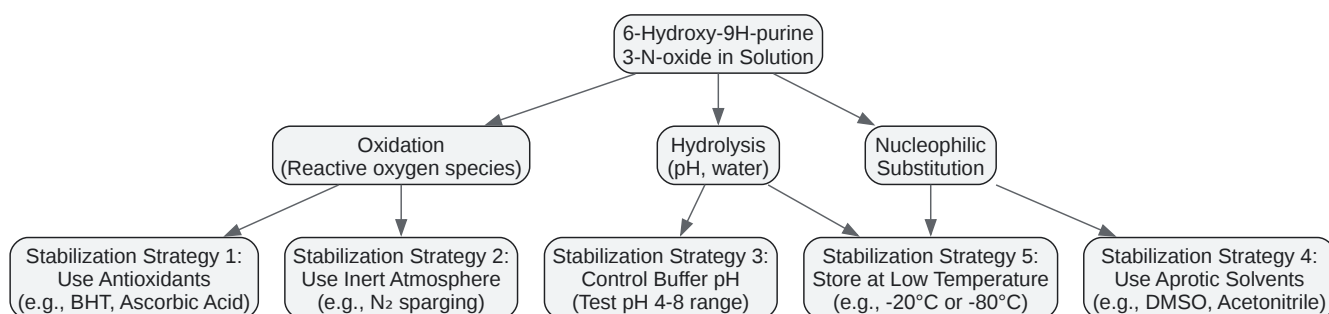 6-Hydroxy-9H-purine
3-N-oxide in Solution
Oxidation
(Reactive oxygen species)
Hydrolysis
(pH, water)
Nucleophilic
Substitution
Stabilization Strategy 1:
Use Antioxidants
(e.g., BHT, Ascorbic Acid)
Stabilization Strategy 2:
Use Inert Atmosphere
(e.g., N₂ sparging)
Stabilization Strategy 3:
Control Buffer pH
(Test pH 4-8 range)
Stabilization Strategy 5:
Store at Low Temperature
(e.g., -20°C or -80°C)
Stabilization Strategy 4:
Use Aprotic Solvents
(e.g., DMSO, Acetonitrile)